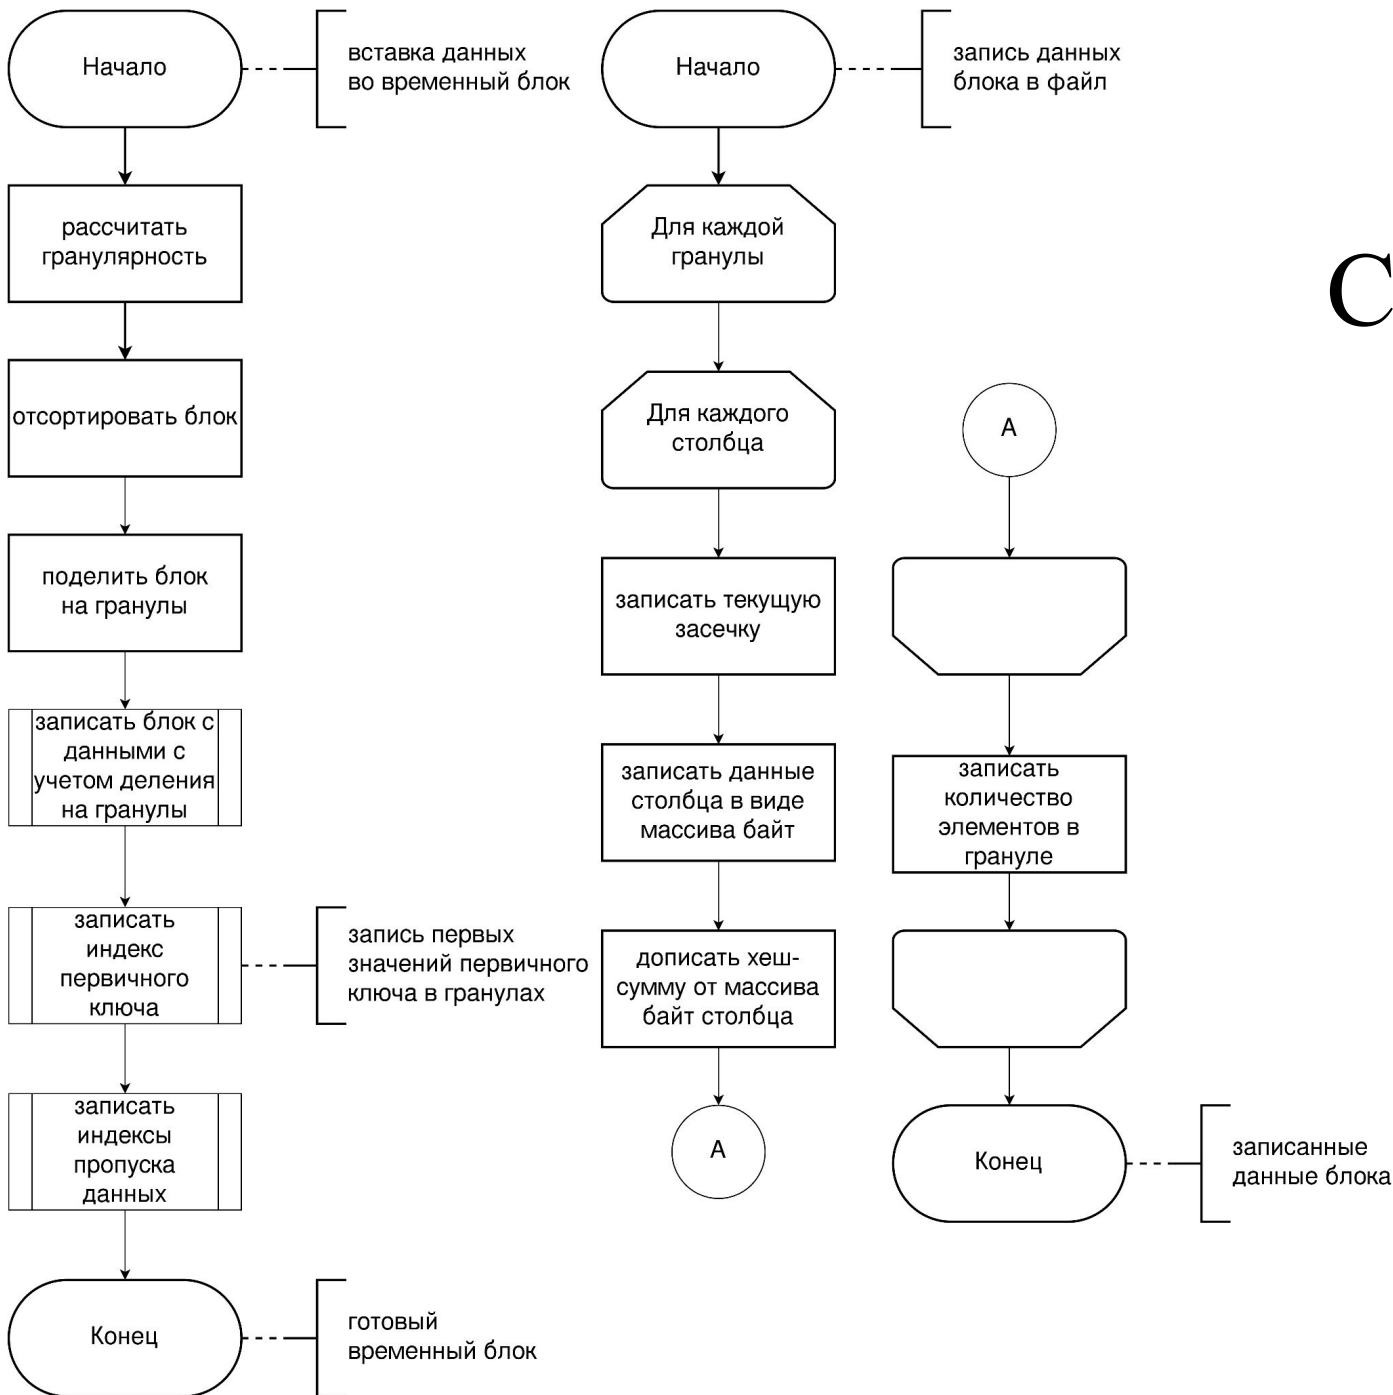 Начало
вставка данных
во временный блок
рассчитать
гранулярность
отсортировать блок
поделить блок
на гранулы
записать блок с
данными с
учетом деления
на гранулы
записать
индекс
первичного
ключа
запись первых
значений первичного
ключа в гранулах
записать
индексы
пропуска
данных
Конец
готовый
временный блок
Начало
запись данных
блока в файл
Для каждой
гранулы
Для каждого
столбца
записать текущую
засечку
записать данные
столбца в виде
массива байт
дописать хеш-
сумму от массива
байт столбца
А
А
записать
количество
элементов в
грануле
Конец
записанные
данные блока
С